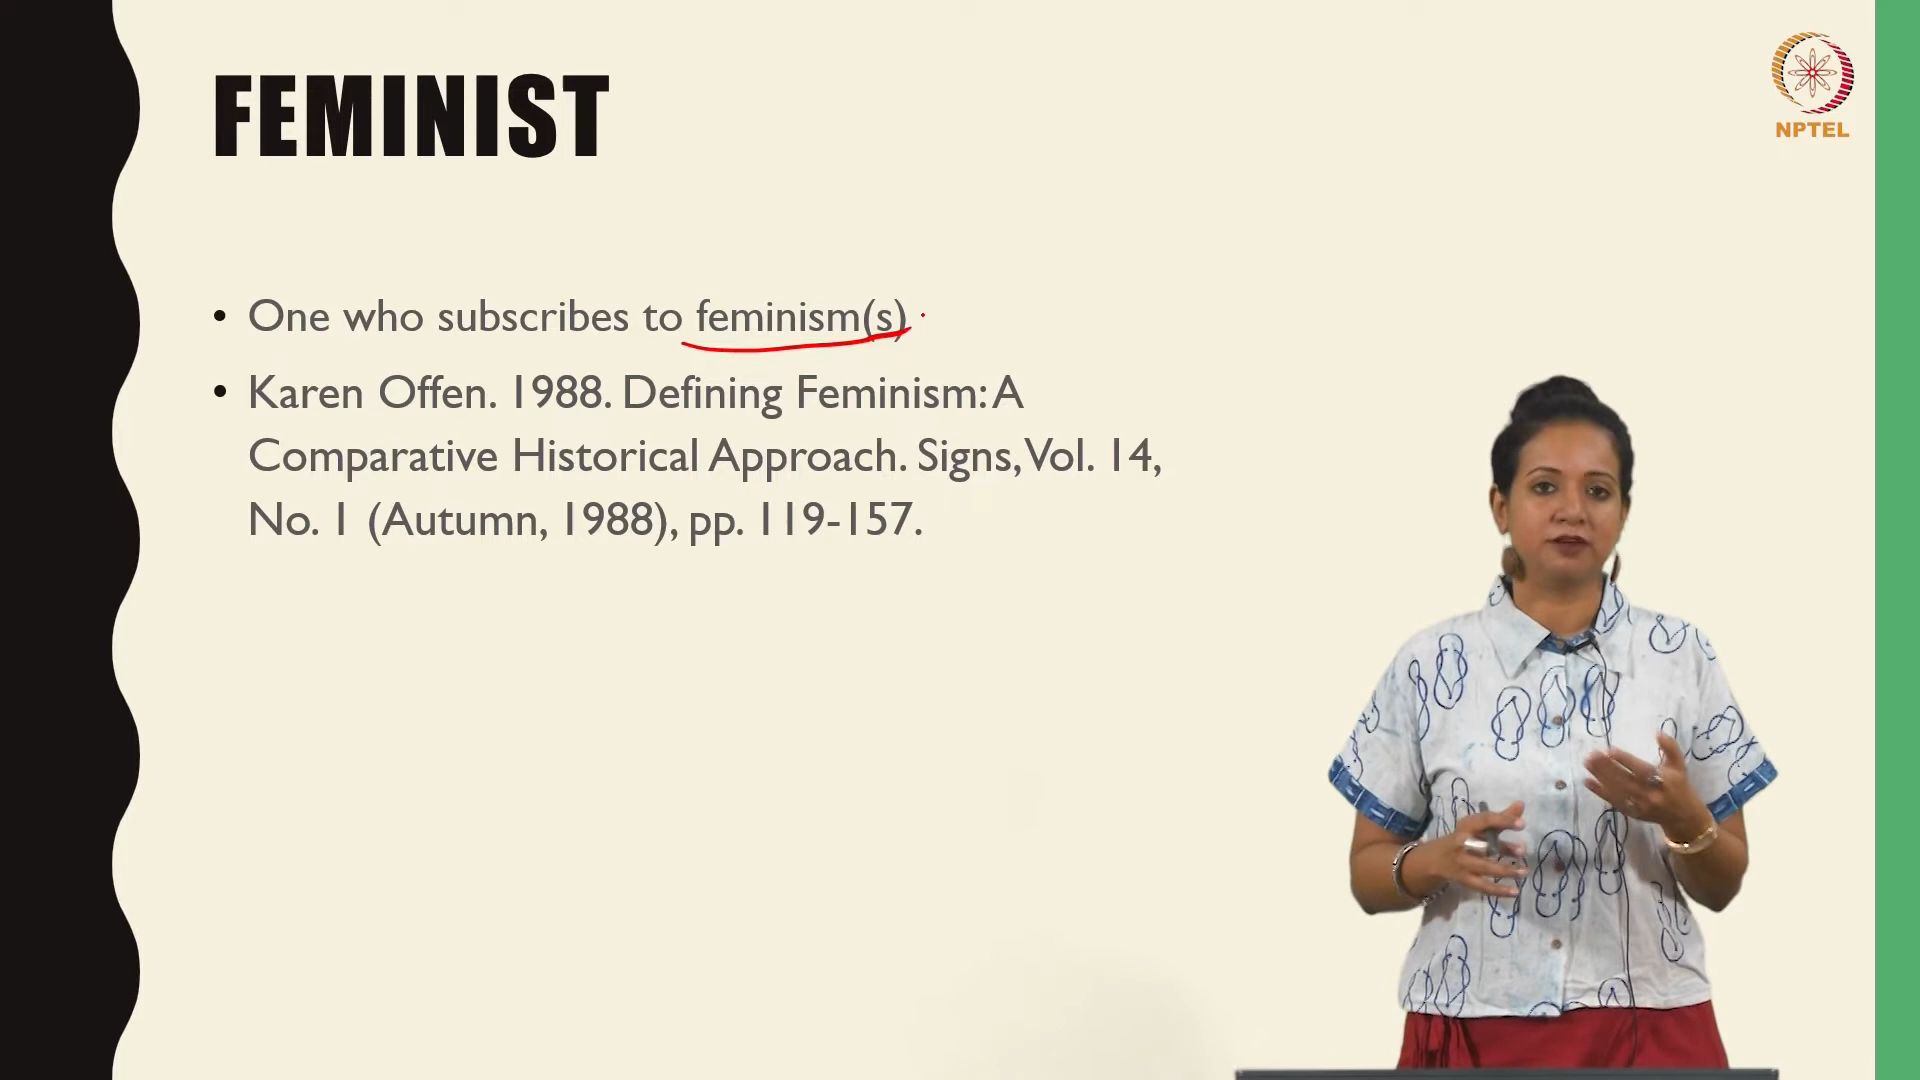 FEMINIST
NPTEL
• One who subscribes to feminism(s)
• Karen Offen. 1988. Defining Feminism: A
Comparative Historical Approach. Signs, Vol. 14,
No. 1 (Autumn, 1988), pp. 119-157.